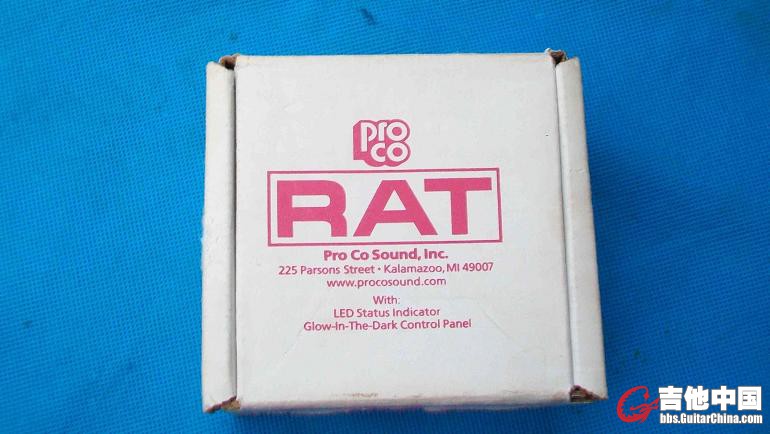 pro
co
RAT
Pro Co Sound, Inc.
225 Parsons Street • Kalamazoo, MI 49007
www.procosound.com
With:
LED Status Indicator
Glow-In-The-Dark Control Panel
吉他中国
bbs.GuitarChina.com